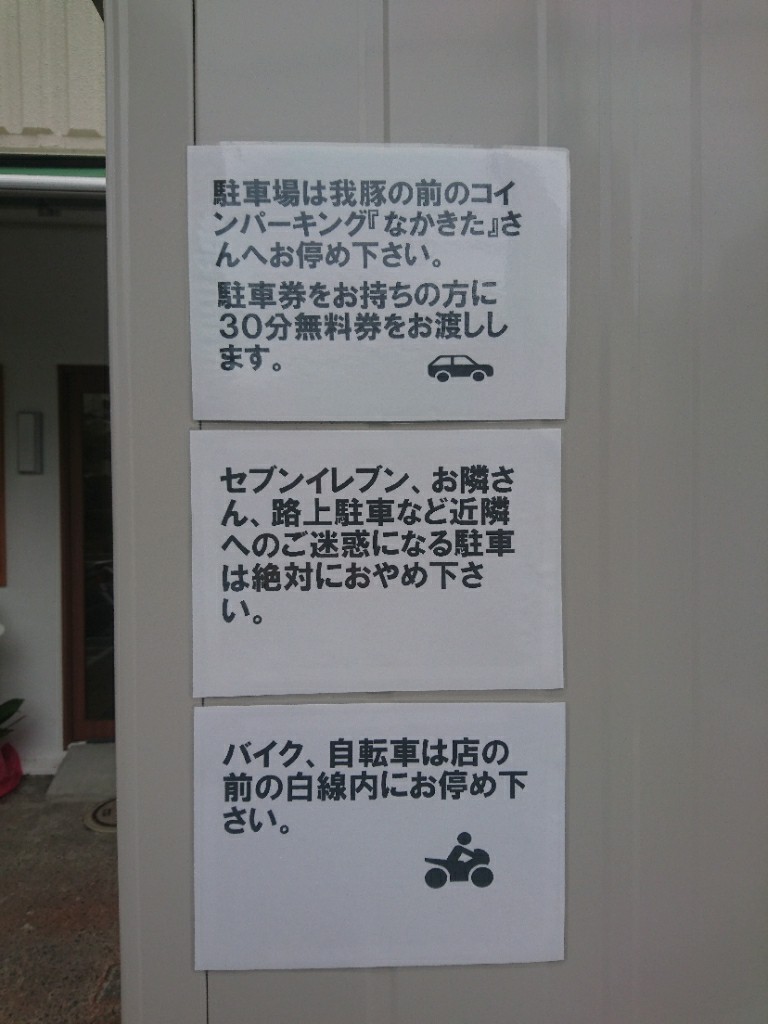 駐車場は我豚の前のコイ
ンパーキング『なかきた』さ
んへお停め下さい。
駐車券をお持ちの方に
30分無料券をお渡しし
ます。
セブンイレブン、お隣さ
ん、路上駐車など近隣
へのご迷惑になる駐車
は絶対におやめ下さ
い。
バイク、自転車は店の
前の白線内にお停め下
さい。